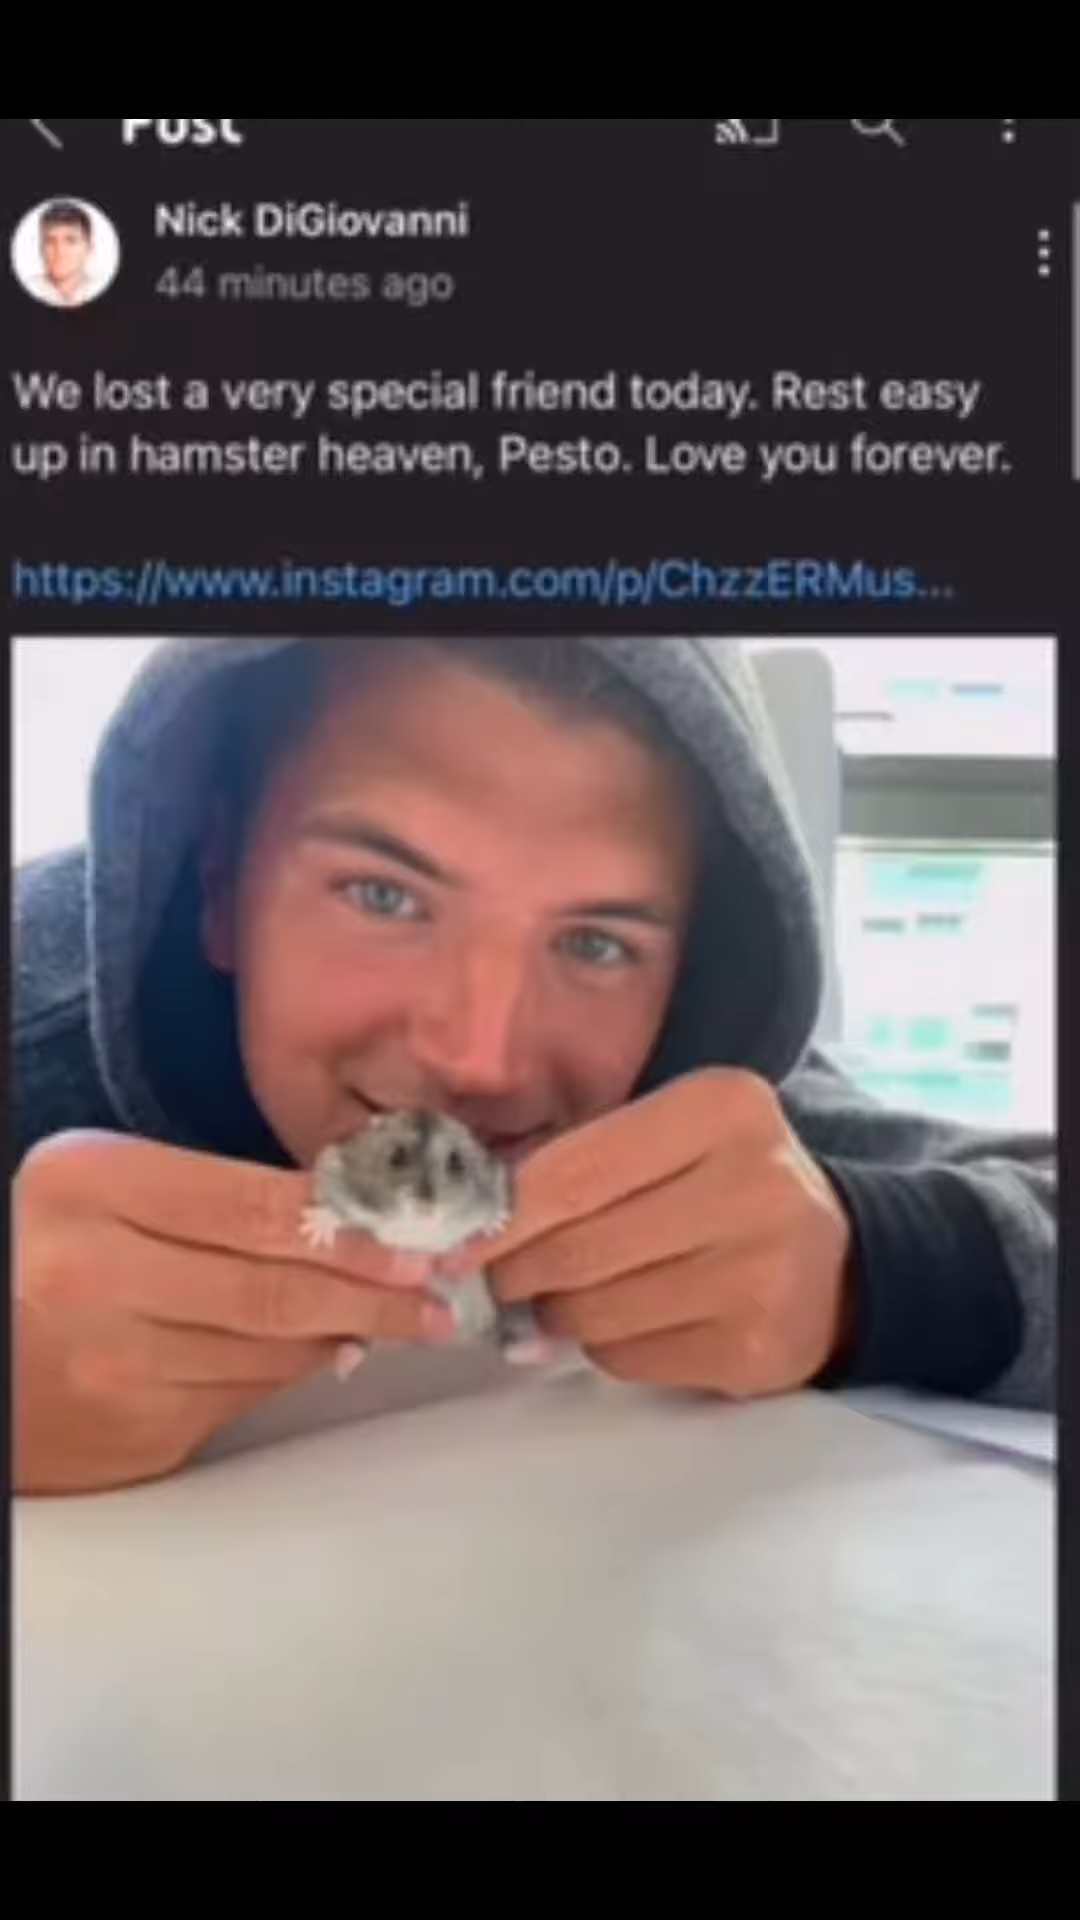 Post
Nick DiGiovanni
44 minutes ago
We lost a very special friend today. Rest easy
up in hamster heaven, Pesto. Love you forever.
https://www.instagram.com/p/ChzzERMus...